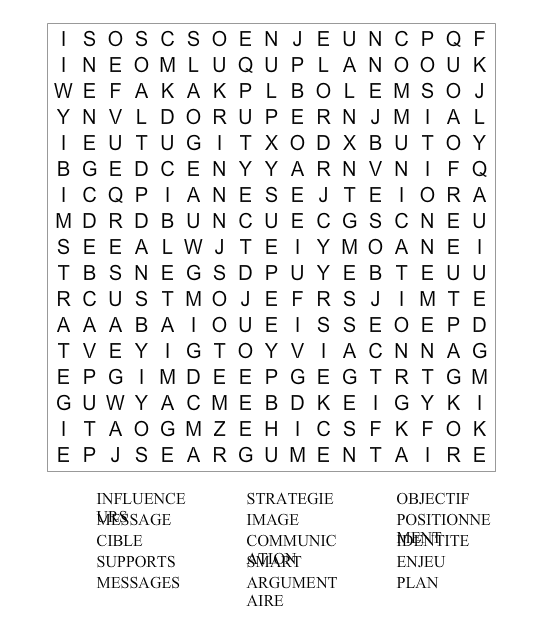 I S O S C S O E N J E U N C P Q F
I N E O M L U Q U P L A N O O U K
W E F A K A K P L B O L E M S O J
Y N V L D O R U P E R N J M I A L
I E U T U G I T X O D X B U T O Y
B G E D C E N Y Y A R N V N I F Q
I C Q P I A N E S E J T E I O R A
M D R D B U N C U E C G S C N E U
S E E A L W J T E I Y M O A N E I
T B S N E G S D P U Y E B T E U U
R C U S T M O J E F R S J I M T E
A A A B A I O U E I S S E O E P D
T V E Y I G T O Y V I A C N N A G
E P G I M D E E P G E G T R T G M
G U W Y A C M E B D K E I G Y K I
I T A O G M Z E H I C S F K F O K
E P J S E A R G U M E N T A I R E
INFLUENCE
URS
STRATEGIE
OBJECTIF
MESSAGE
IMAGE
POSITIONNE
MENT
CIBLE
COMMUNIC
ATION
IDENTITE
SUPPORTS
SMART
ENJEU
MESSAGES
ARGUMENT
AIRE
PLAN